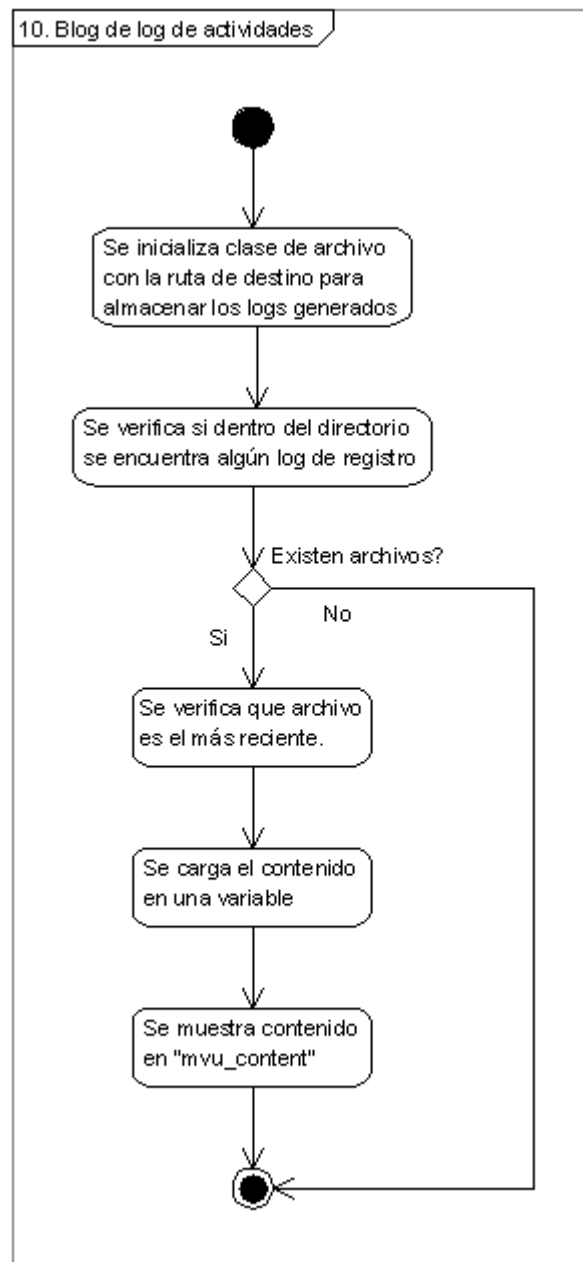 10. Blog de log de actividades
Se inicializa clase de archivo
con la ruta de destino para
almacenar los logs generados
Se verifica si dentro del directorio
se encuentra algún log de registro
Existen archivos?
No
Si
Se verifica que archivo
es el más reciente.
Se carga el contenido
en una variable
Se muestra contenido
en "mvu_content"